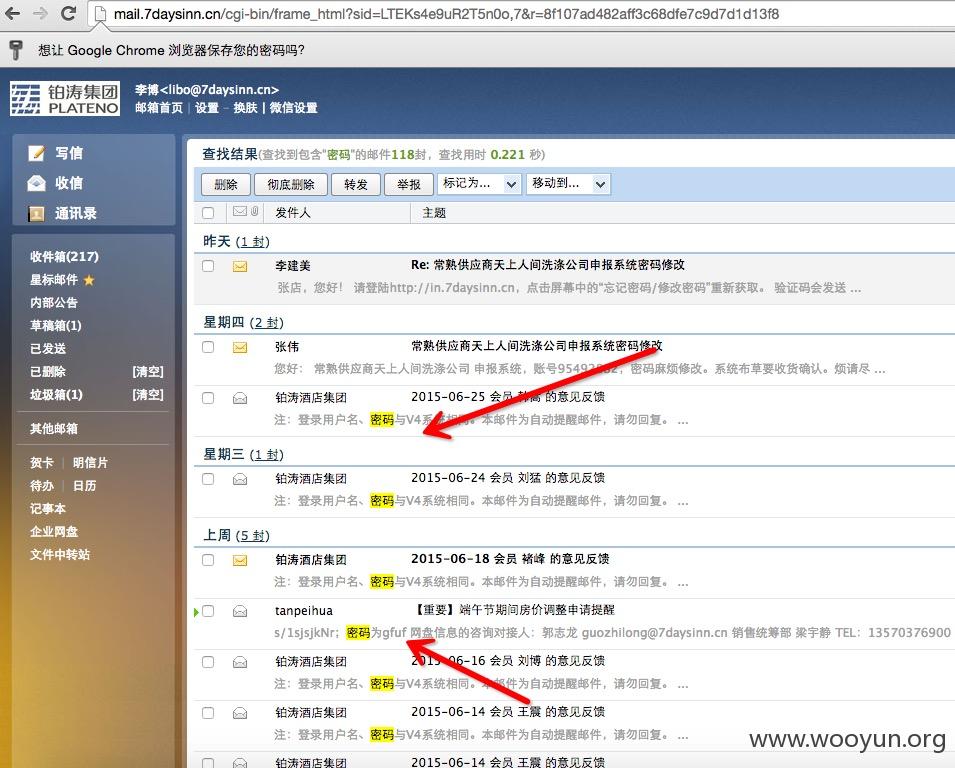 mail.7daysinn.cn/cgi-bin/frame_html?sid=LTEKs4e9uR2T5n0o,7&r=8f107ad482aff3c68dfe7c9d7d1d13f8
想让 Google Chrome 浏览器保存您的密码吗?
铂涛集团
PLATENO
李博<libo@7daysinn.cn>
邮箱首页 | 设置 - 换肤 | 微信设置
写信
收信
通讯录
收件箱(217)
星标邮件
内部公告
草稿箱(1)
已发送
已删除 [清空]
垃圾箱(1) [清空]
其他邮箱
贺卡 | 明信片
待办 | 日历
记事本
企业网盘
文件中转站
查找结果(查找到包含"密码"的邮件118封，查找用时 0.221 秒)
删除 彻底删除 转发 举报 标记为... 移动到...
发件人 主题
昨天 (1 封)
李建美 Re: 常熟供应商天上人间洗涤公司申报系统密码修改
张店，您好！ 请登陆http://in.7daysinn.cn，点击屏幕中的“忘记密码/修改密码”重新获取。 验证码会发送 ...
星期四 (2 封)
张伟 常熟供应商天上人间洗涤公司申报系统密码修改
您好： 常熟供应商天上人间洗涤公司 申报系统，账号95492，密码麻烦修改。系统布草要收货确认。烦请尽 ...
铂涛酒店集团 2015-06-25 会员 的意见反馈
注：登录用户名、密码与V4系统相同。本邮件为自动提醒邮件，请勿回复。 ...
星期三 (1 封)
铂涛酒店集团 2015-06-24 会员 刘猛 的意见反馈
注：登录用户名、密码与V4系统相同。本邮件为自动提醒邮件，请勿回复。 ...
上周 (5 封)
铂涛酒店集团 2015-06-18 会员 褚峰 的意见反馈
注：登录用户名、密码与V4系统相同。本邮件为自动提醒邮件，请勿回复。 ...
tanpeihua 【重要】端午节期间房价调整申请提醒
s/1sjsjkNr；密码为gfuf 网盘信息的咨询对接人：郭志龙 guozhilong@7daysinn.cn 销售统筹部 梁宇静 TEL：13570376900
铂涛酒店集团 2015-06-16 会员 刘博 的意见反馈
注：登录用户名、密码与V4系统相同。本邮件为自动提醒邮件，请勿回复。 ...
铂涛酒店集团 2015-06-14 会员 王震 的意见反馈
注：登录用户名、密码与V4系统相同。本邮件为自动提醒邮件，请勿回复。 ...
铂涛酒店集团 2015-06-14 会员 王震 的意见反馈
www.wooyun.org